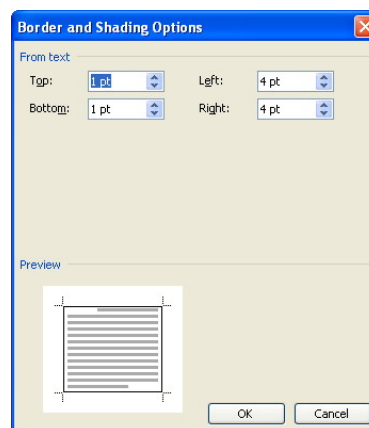 Border and Shading Options
From text
Top: 1 pt Left: 4 pt
Bottom: 1 pt Right: 4 pt
Preview
OK Cancel